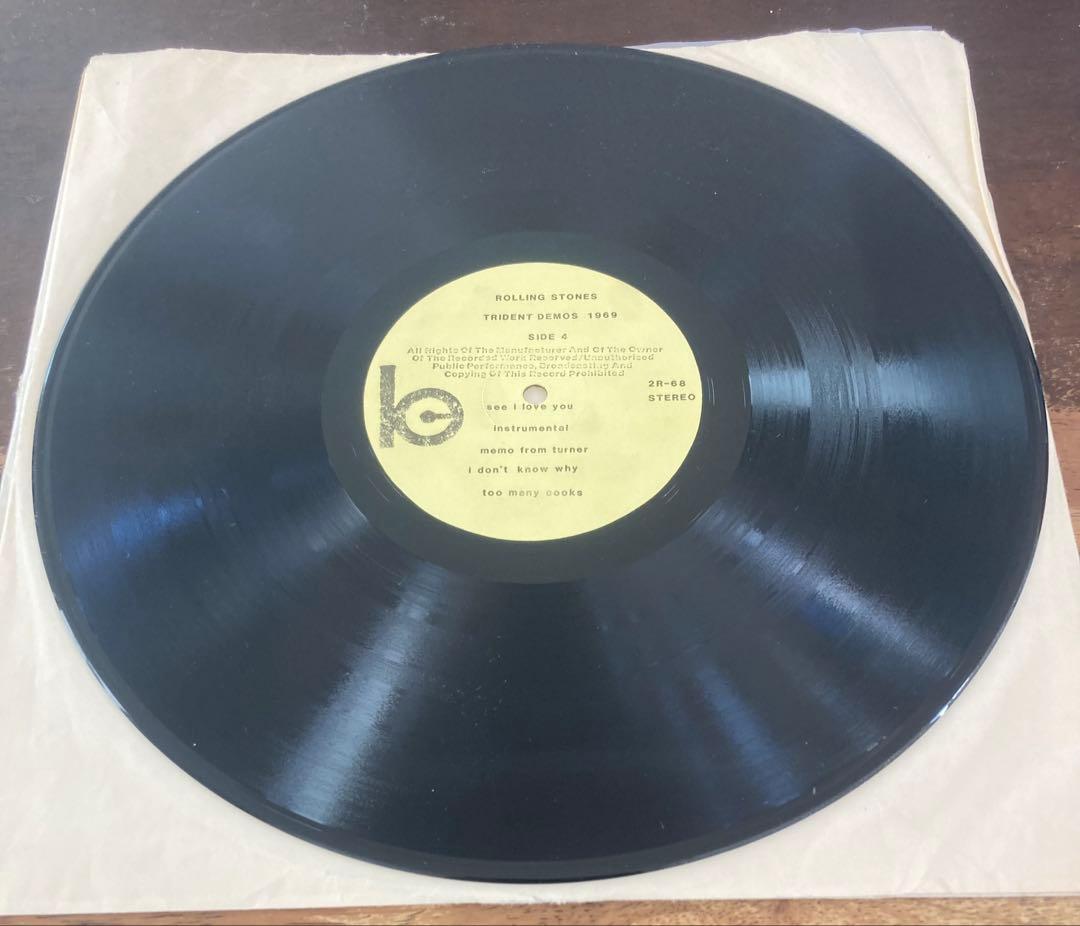 ROLLING STONES
TRIDENT DEMOS 1969
SIDE 4
All Rights Of The Manufacturer And Of The Owner
Of The Recorded Work Reserved/Unauthorized
Public Performance, Broadcasting And
Copying Of This Record Prohibited
2R-68
STEREO
see i love you
instrumental
memo from turner
i don't know why
too many cooks